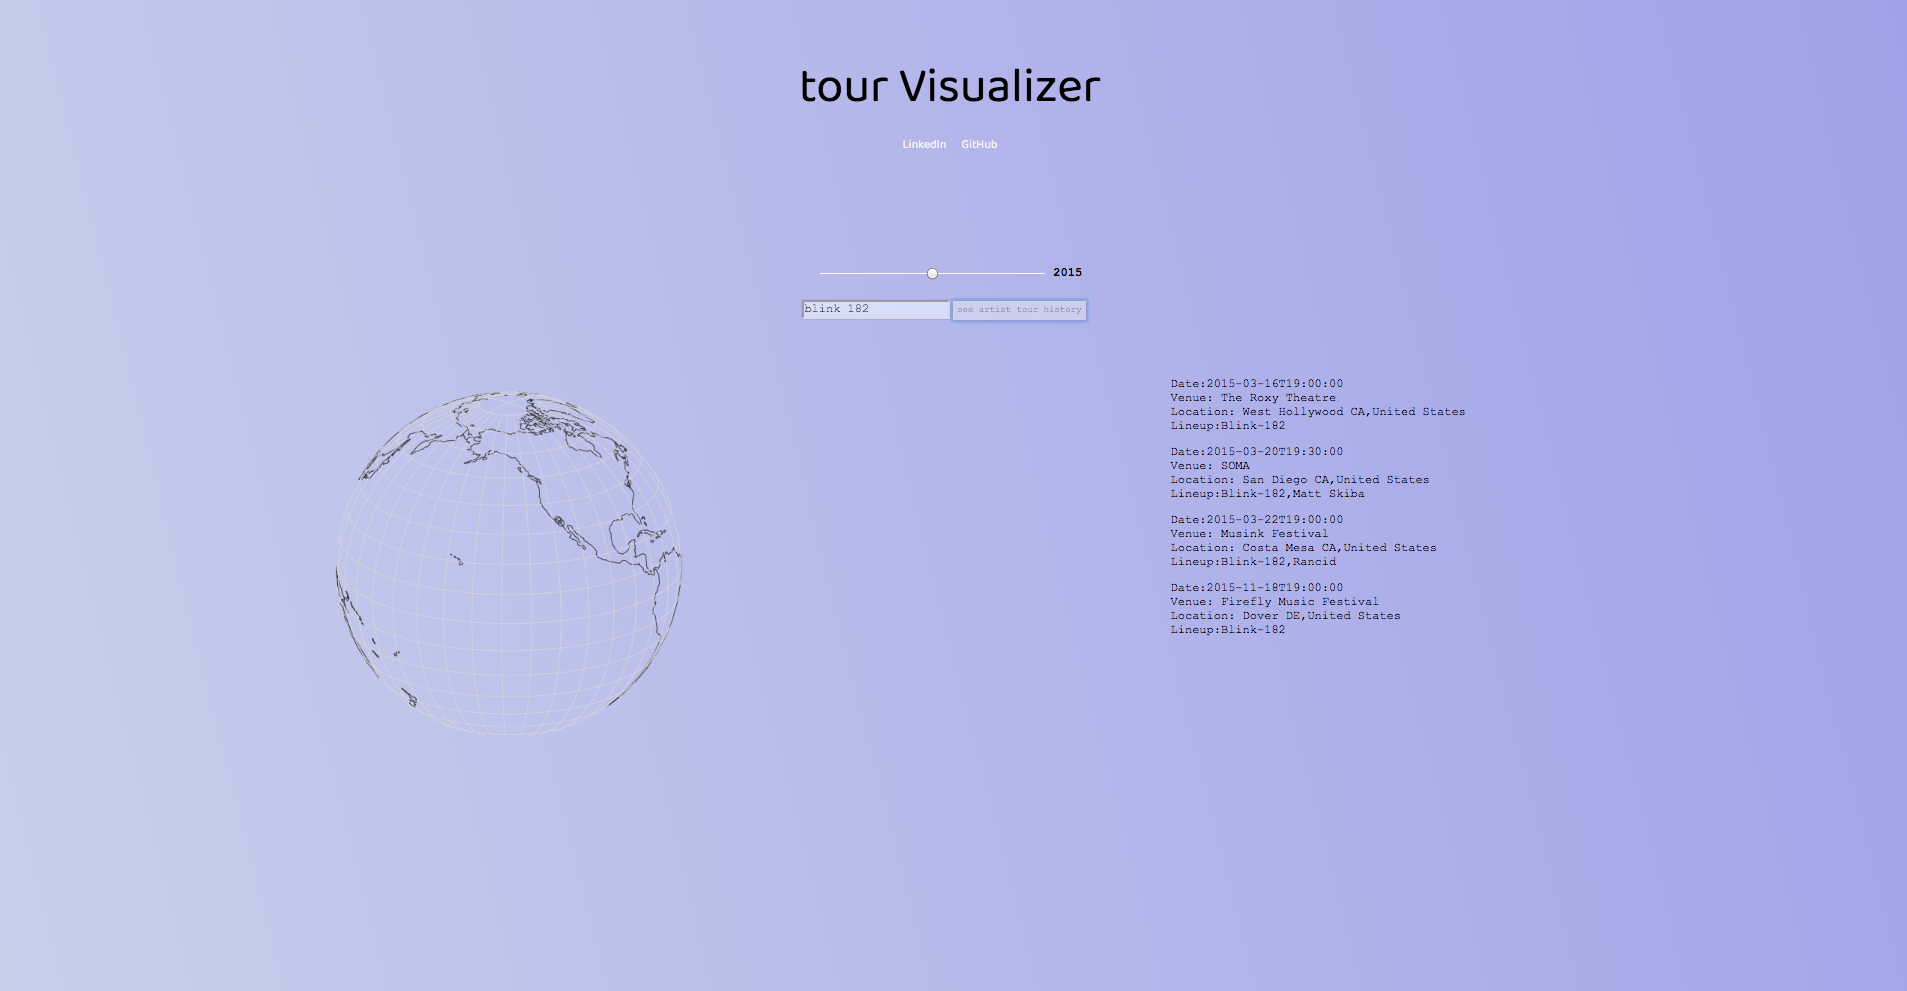 tour Visualizer
LinkedIn GitHub
2015
blink 182 see artist tour history
Date:2015-03-16T19:00:00
Venue: The Roxy Theatre
Location: West Hollywood CA,United States
Lineup:Blink-182
Date:2015-03-20T19:30:00
Venue: SOMA
Location: San Diego CA,United States
Lineup:Blink-182,Matt Skiba
Date:2015-03-22T19:00:00
Venue: Musink Festival
Location: Costa Mesa CA,United States
Lineup:Blink-182,Rancid
Date:2015-11-18T19:00:00
Venue: Firefly Music Festival
Location: Dover DE,United States
Lineup:Blink-182